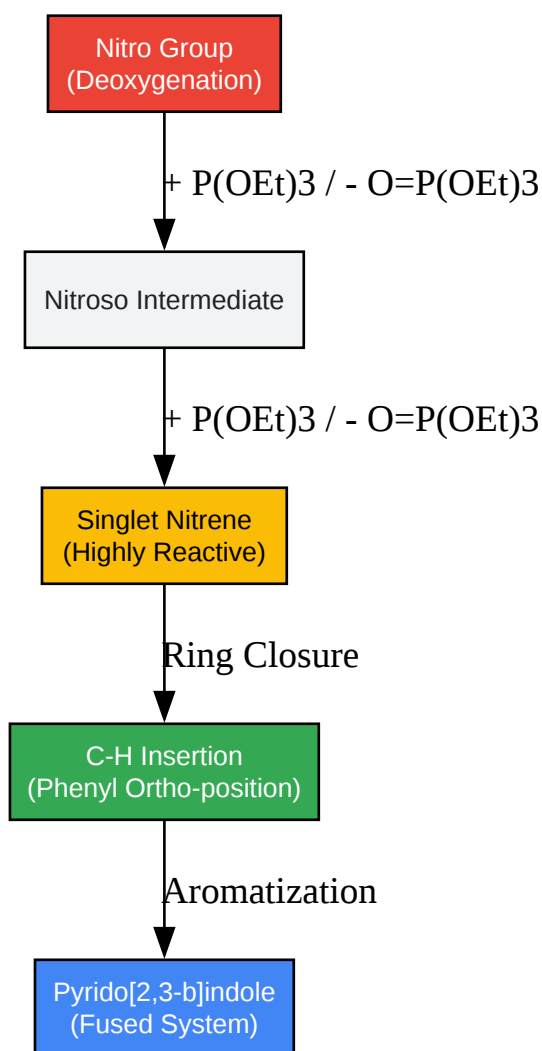 Nitro Group
(Deoxygenation)
+ P(OEt)3 / - O=P(OEt)3
Nitroso Intermediate
+ P(OEt)3 / - O=P(OEt)3
Singlet Nitrene
(Highly Reactive)
Ring Closure
C-H Insertion
(Phenyl Ortho-position)
Aromatization
Pyrido[2,3-b]indole
(Fused System)